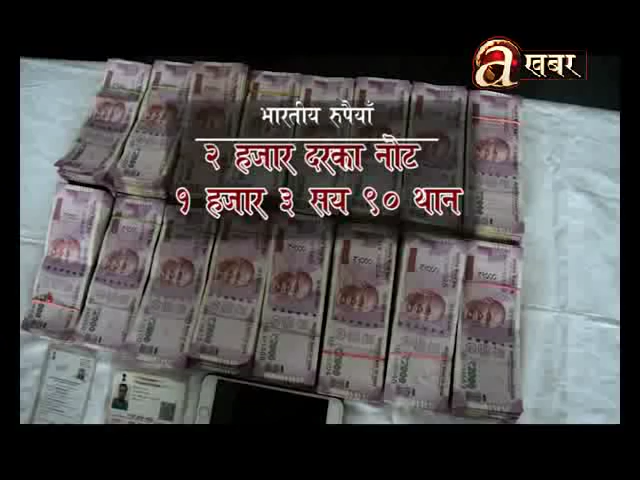 a खबर
भारतीय रुपैयाँ
२ हजार दरका नोट
१ हजार ३ सय ९० थान